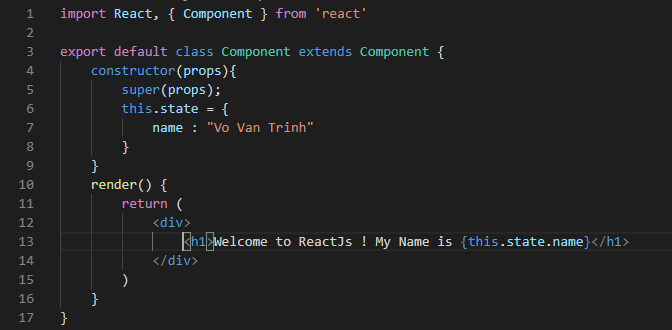 1 import React, { Component } from 'react'
2
3 export default class Component extends Component {
4     constructor(props){
5         super(props);
6         this.state = {
7             name : "Vo Van Trinh"
8         }
9     }
10     render() {
11         return (
12             <div>
13                 <h1>Welcome to ReactJs ! My Name is {this.state.name}</h1>
14             </div>
15         )
16     }
17 }